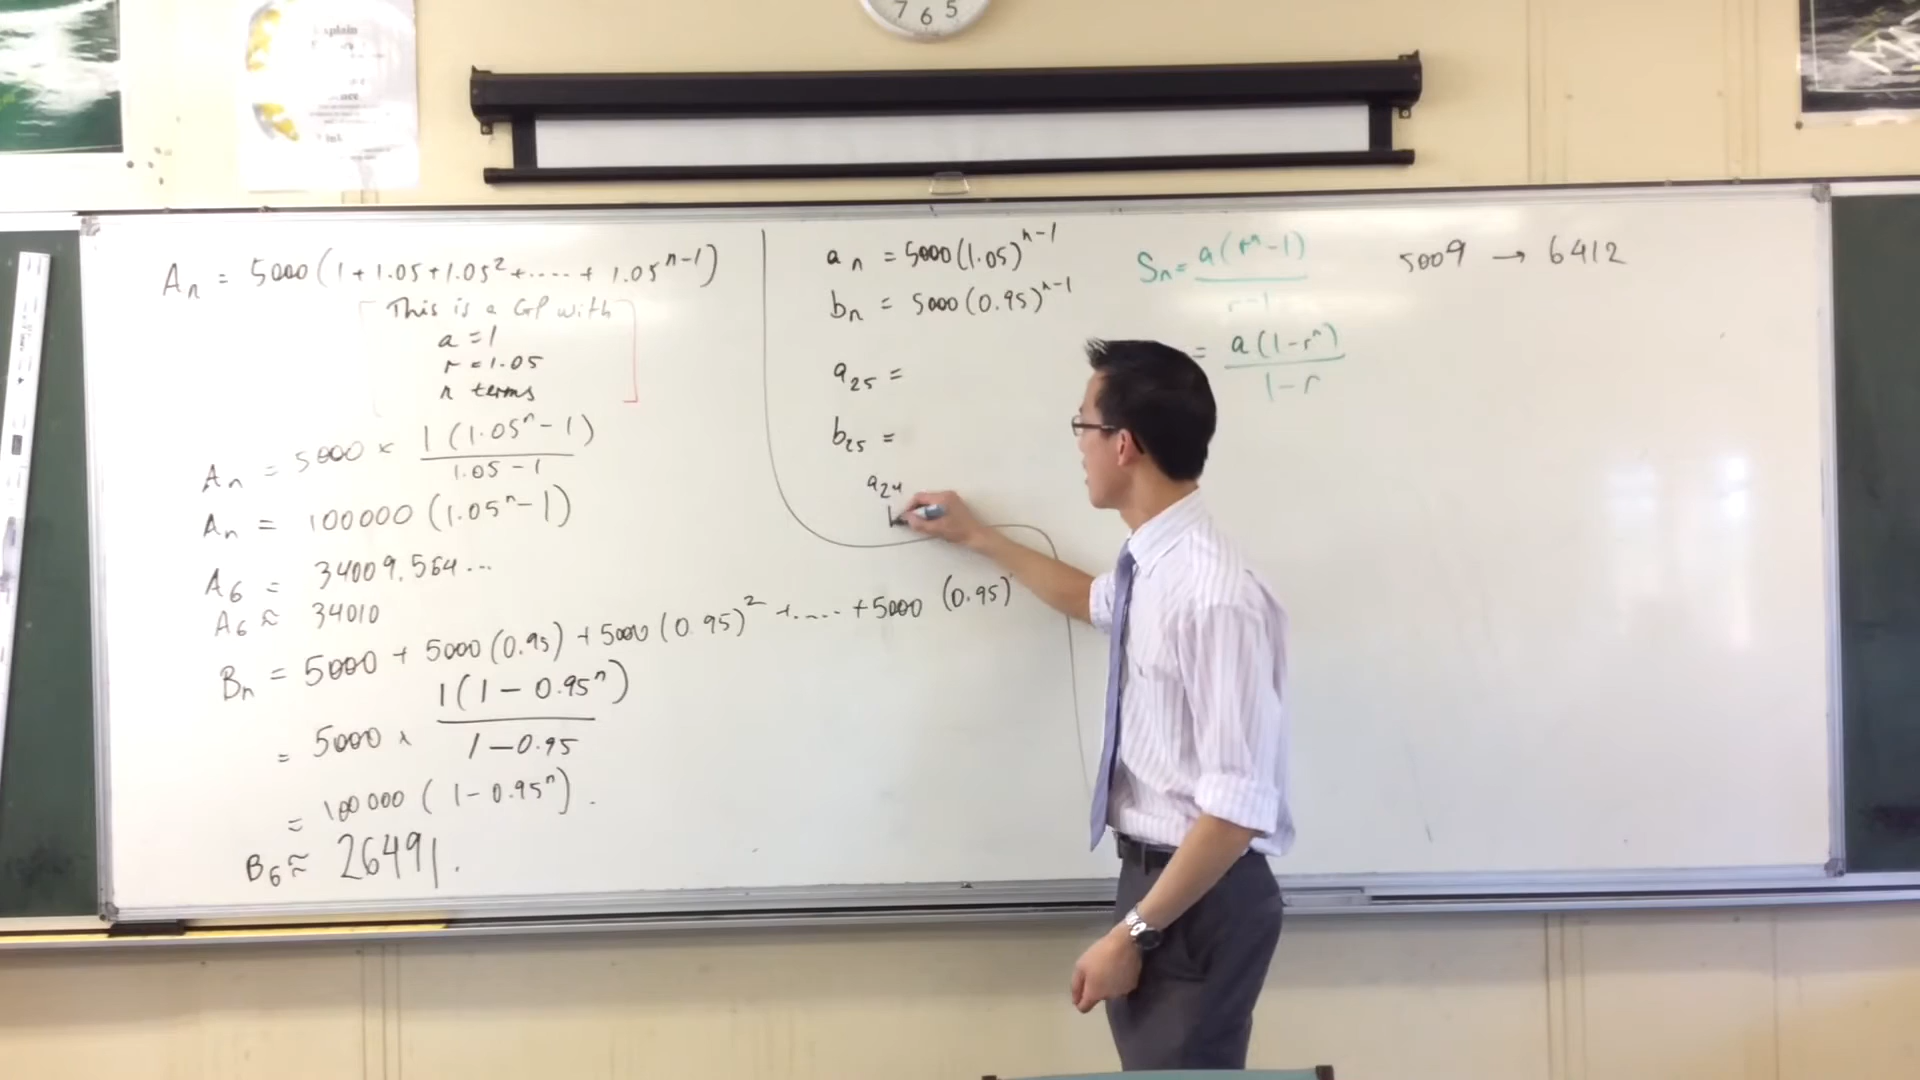 7 6 5
xplain
ence
Link
Aₙ = 5000 (1 + 1.05 + 1.05² + ..... + 1.05ⁿ⁻¹)
This is a GP with
a = 1
r = 1.05
n terms
Aₙ = 5000 × 1(1.05ⁿ - 1) / 1.05 - 1
Aₙ = 100000 (1.05ⁿ - 1)
A₆ = 34009.564...
A₆ ≈ 34010
Bₙ = 5000 + 5000 (0.95) + 5000 (0.95)² + ..... + 5000 (0.95)
= 5000 × 1(1 - 0.95ⁿ) / 1 - 0.95
= 100000 (1 - 0.95ⁿ).
B₆ ≈ 26491.
aₙ = 5000 (1.05)ⁿ⁻¹
bₙ = 5000 (0.95)ⁿ⁻¹
a₂₅ =
b₂₅ =
a₂₄
Sₙ = a(rⁿ - 1) / r - 1
= a(1 - rⁿ) / 1 - r
5009 → 6412